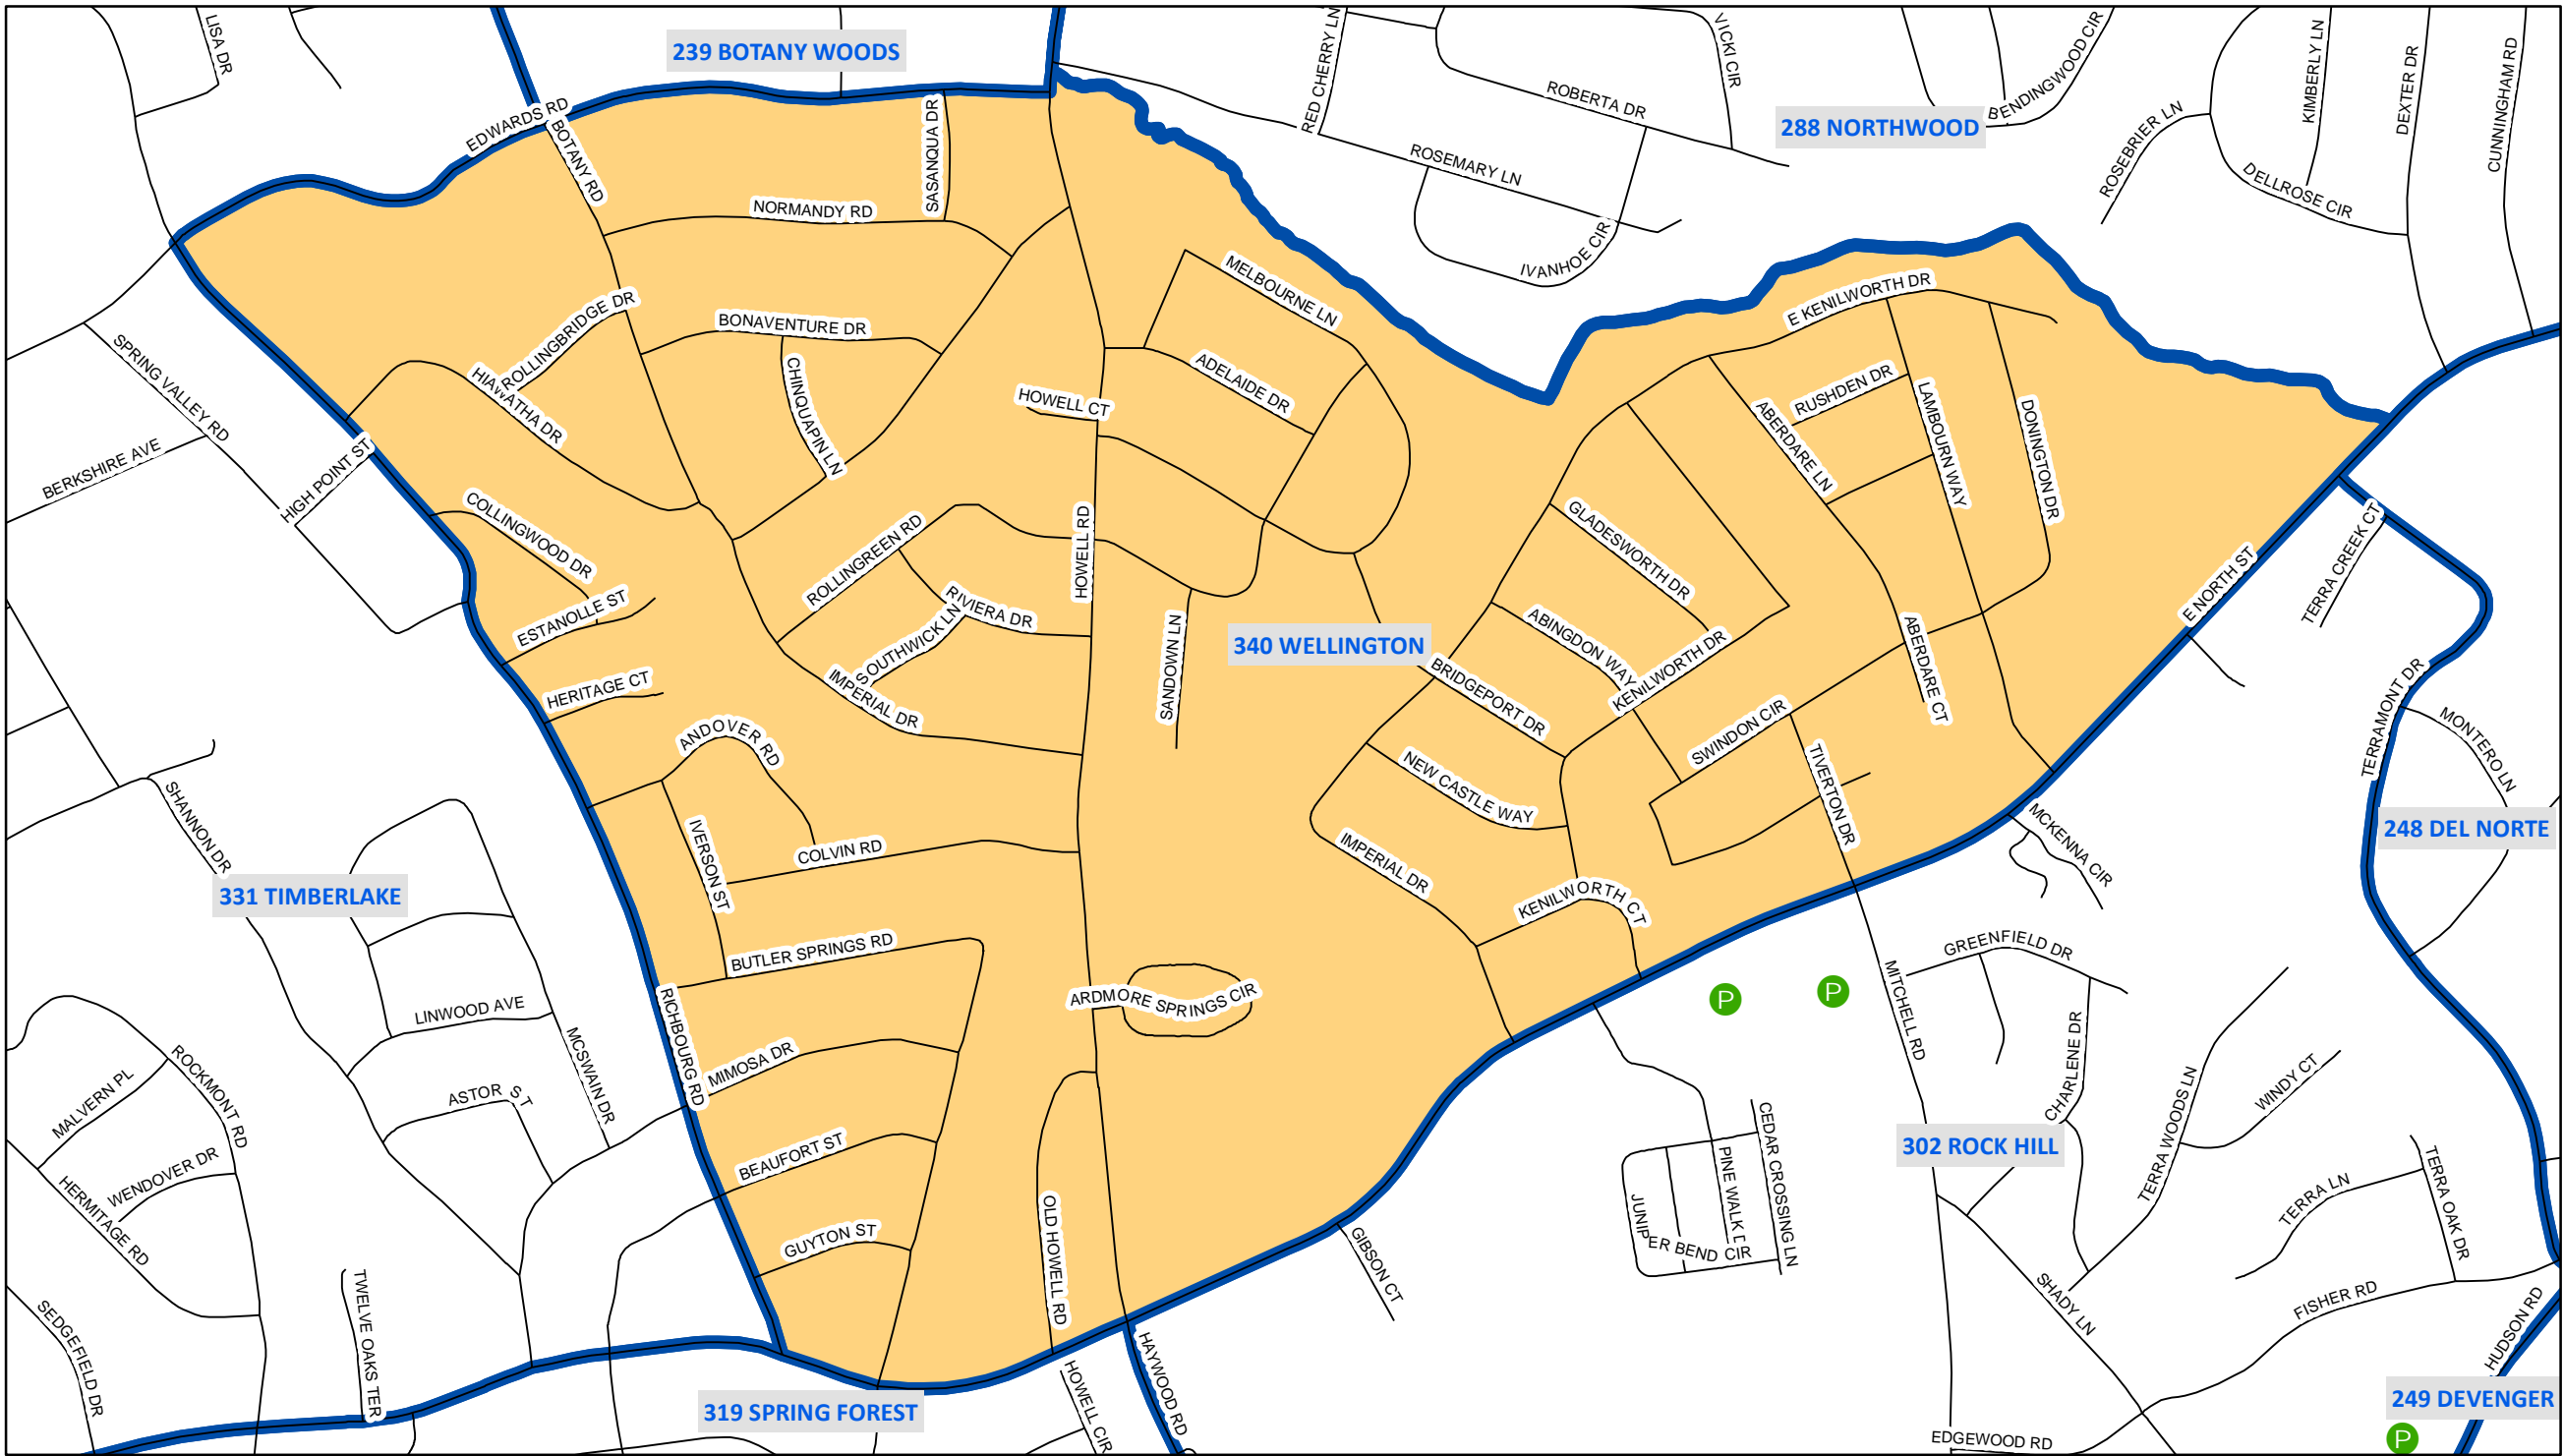 LISA DR
239 BOTANY WOODS
RED CHERRY LN
VICKI CIR
ROBERTA DR
288 NORTHWOOD
BENDINGWOOD CIR
KIMBERLY LN
DEXTER DR
CUNNINGHAM RD
EDWARDS RD
BOTANY RD
SASANQUA DR
NORMANDY RD
ROSEMARY LN
IVANHOE CIR
ROSEBRIER LN
DELLROSE CIR
MELBOURNE LN
E KENILWORTH DR
SPRING VALLEY RD
ROLLINGBRIDGE DR
HIAWATHA DR
BONAVENTURE DR
CHINQUAPIN LN
HOWELL CT
ADELAIDE DR
RUSHDEN DR
ABERDARE LN
LAMBOURN WAY
DONINGTON DR
BERKSHIRE AVE
HIGH POINT ST
COLLINGWOOD DR
ROLLINGREEN RD
HOWELL RD
GLADESWORTH DR
TERRA CREEK CT
E NORTH ST
ESTANOLLE ST
RIVIERA DR
SOUTHWICK LN
SANDOWN LN
340 WELLINGTON
ABINGDON WAY
KENILWORTH DR
BRIDGEPORT DR
ABERDARE CT
HERITAGE CT
IMPERIAL DR
ANDOVER RD
SWINDON CIR
TIVERTON DR
TERRAMONT DR
MONTERO LN
NEW CASTLE WAY
SHANNON DR
IVERSON ST
COLVIN RD
IMPERIAL DR
MCKENNA CIR
248 DEL NORTE
331 TIMBERLAKE
KENILWORTH CT
BUTLER SPRINGS RD
GREENFIELD DR
ARDMORE SPRINGS CIR
P
P
MITCHELL RD
LINWOOD AVE
RICHBOURG RD
MCSWAIN DR
MIMOSA DR
CHARLENE DR
ROCKMONT RD
MALVERN PL
ASTOR ST
TERRA WOODS LN
WINDY CT
CEDAR CROSSING LN
302 ROCK HILL
BEAUFORT ST
WENDOVER DR
HERMITAGE RD
PINE WALK D
JUNIPER BEND CIR
TERRA LN
TERRA OAK DR
GUYTON ST
OLD HOWELL RD
GIBSON CT
SHADY LN
FISHER RD
HUDSON RD
SEDGEFIELD DR
TWELVE OAKS TER
319 SPRING FOREST
HOWELL CIR
HAYWOOD RD
249 DEVENGER
EDGEWOOD RD
P